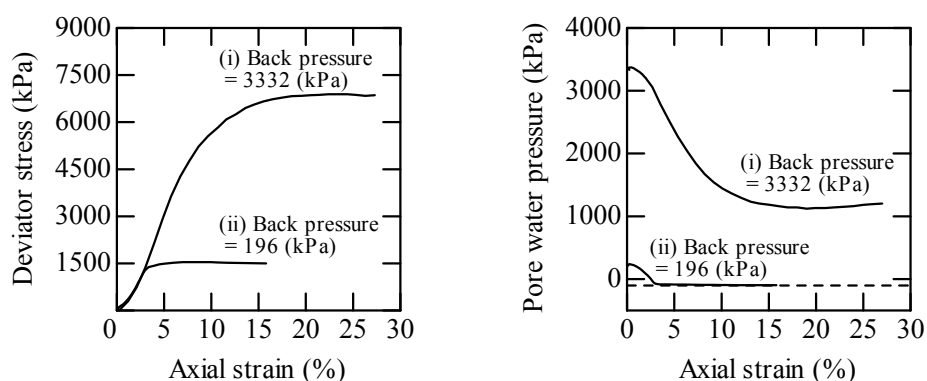 Deviator stress (kPa)
9000
7500
6000
4500
3000
1500
0
(i) Back pressure
= 3332 (kPa)
(ii) Back pressure
= 196 (kPa)
0 5 10 15 20 25 30
Axial strain (%)
Pore water pressure (kPa)
4000
3000
2000
1000
0
(i) Back pressure
= 3332 (kPa)
(ii) Back pressure
= 196 (kPa)
0 5 10 15 20 25 30
Axial strain (%)